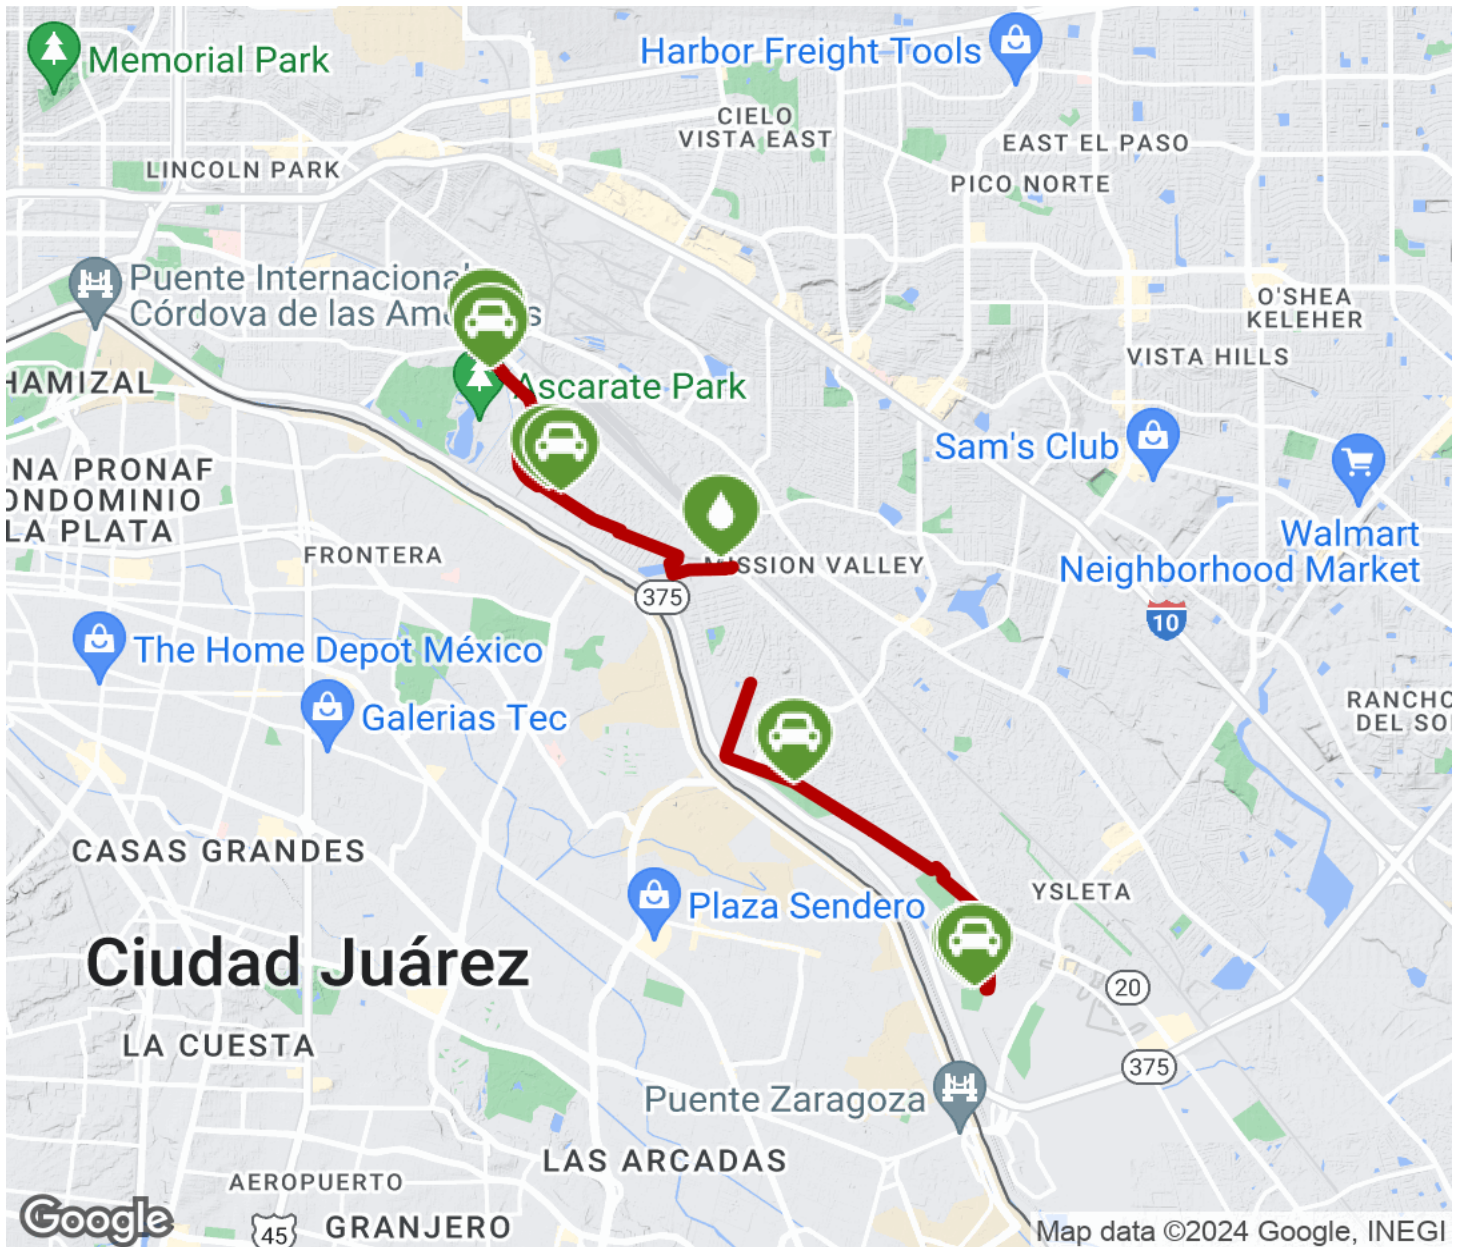 Memorial Park
Harbor Freight Tools
CIELO
VISTA EAST
EAST EL PASO
LINCOLN PARK
PICO NORTE
Puente Internacional
Córdova de las Amé
s
O'SHEA
KELEHER
VISTA HILLS
HAMIZAL
Ascarate Park
Sam's Club
NA PRONAF
ONDOMINIO
LA PLATA
Walmart
Neighborhood Market
FRONTERA
MISSION VALLEY
375
10
The Home Depot México
Galerias Tec
RANCHO
DEL SO
CASAS GRANDES
YSLETA
Plaza Sendero
Ciudad Juárez
20
LA CUESTA
375
Puente Zaragoza
LAS ARCADAS
AEROPUERTO
Google
45
GRANJERO
Map data ©2024 Google, INEGI